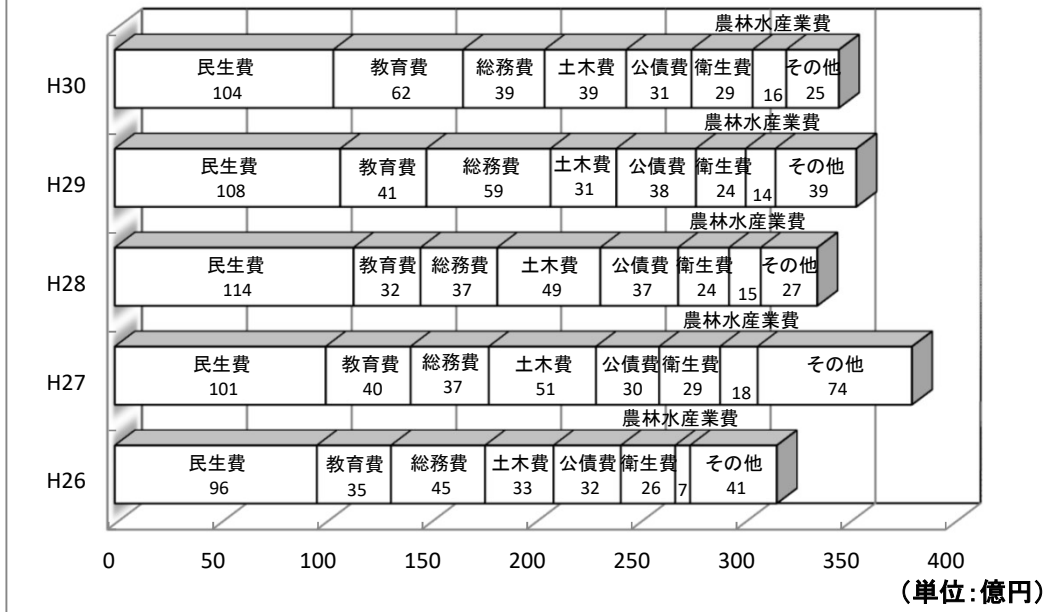 農林水産業費
H30 民生費 教育費 総務費 土木費 公債費 衛生費 その他
104 62 39 39 31 29 16 25
農林水産業費
H29 民生費 教育費 総務費 土木費 公債費 衛生費 その他
108 41 59 31 38 24 14 39
農林水産業費
H28 民生費 教育費 総務費 土木費 公債費 衛生費 その他
114 32 37 49 37 24 15 27
農林水産業費
H27 民生費 教育費 総務費 土木費 公債費 衛生費 その他
101 40 37 51 30 29 18 74
農林水産業費
H26 民生費 教育費 総務費 土木費 公債費 衛生費 その他
96 35 45 33 32 26 7 41
0 50 100 150 200 250 300 350 400
（単位：億円）